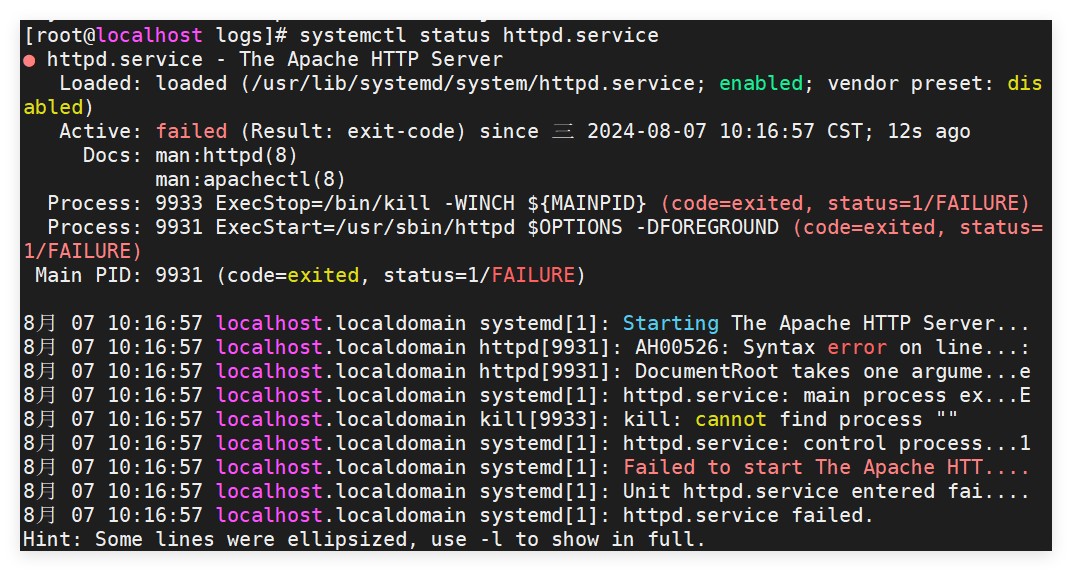 [root@localhost logs]# systemctl status httpd.service
● httpd.service - The Apache HTTP Server
   Loaded: loaded (/usr/lib/systemd/system/httpd.service; enabled; vendor preset: dis
abled)
   Active: failed (Result: exit-code) since 三 2024-08-07 10:16:57 CST; 12s ago
     Docs: man:httpd(8)
           man:apachectl(8)
  Process: 9933 ExecStop=/bin/kill -WINCH ${MAINPID} (code=exited, status=1/FAILURE)
  Process: 9931 ExecStart=/usr/sbin/httpd $OPTIONS -DFOREGROUND (code=exited, status=
1/FAILURE)
 Main PID: 9931 (code=exited, status=1/FAILURE)

8月 07 10:16:57 localhost.localdomain systemd[1]: Starting The Apache HTTP Server...
8月 07 10:16:57 localhost.localdomain httpd[9931]: AH00526: Syntax error on line...:
8月 07 10:16:57 localhost.localdomain httpd[9931]: DocumentRoot takes one argume...e
8月 07 10:16:57 localhost.localdomain systemd[1]: httpd.service: main process ex...E
8月 07 10:16:57 localhost.localdomain kill[9933]: kill: cannot find process ""
8月 07 10:16:57 localhost.localdomain systemd[1]: httpd.service: control process...1
8月 07 10:16:57 localhost.localdomain systemd[1]: Failed to start The Apache HTT....
8月 07 10:16:57 localhost.localdomain systemd[1]: Unit httpd.service entered fai....
8月 07 10:16:57 localhost.localdomain systemd[1]: httpd.service failed.
Hint: Some lines were ellipsized, use -l to show in full.